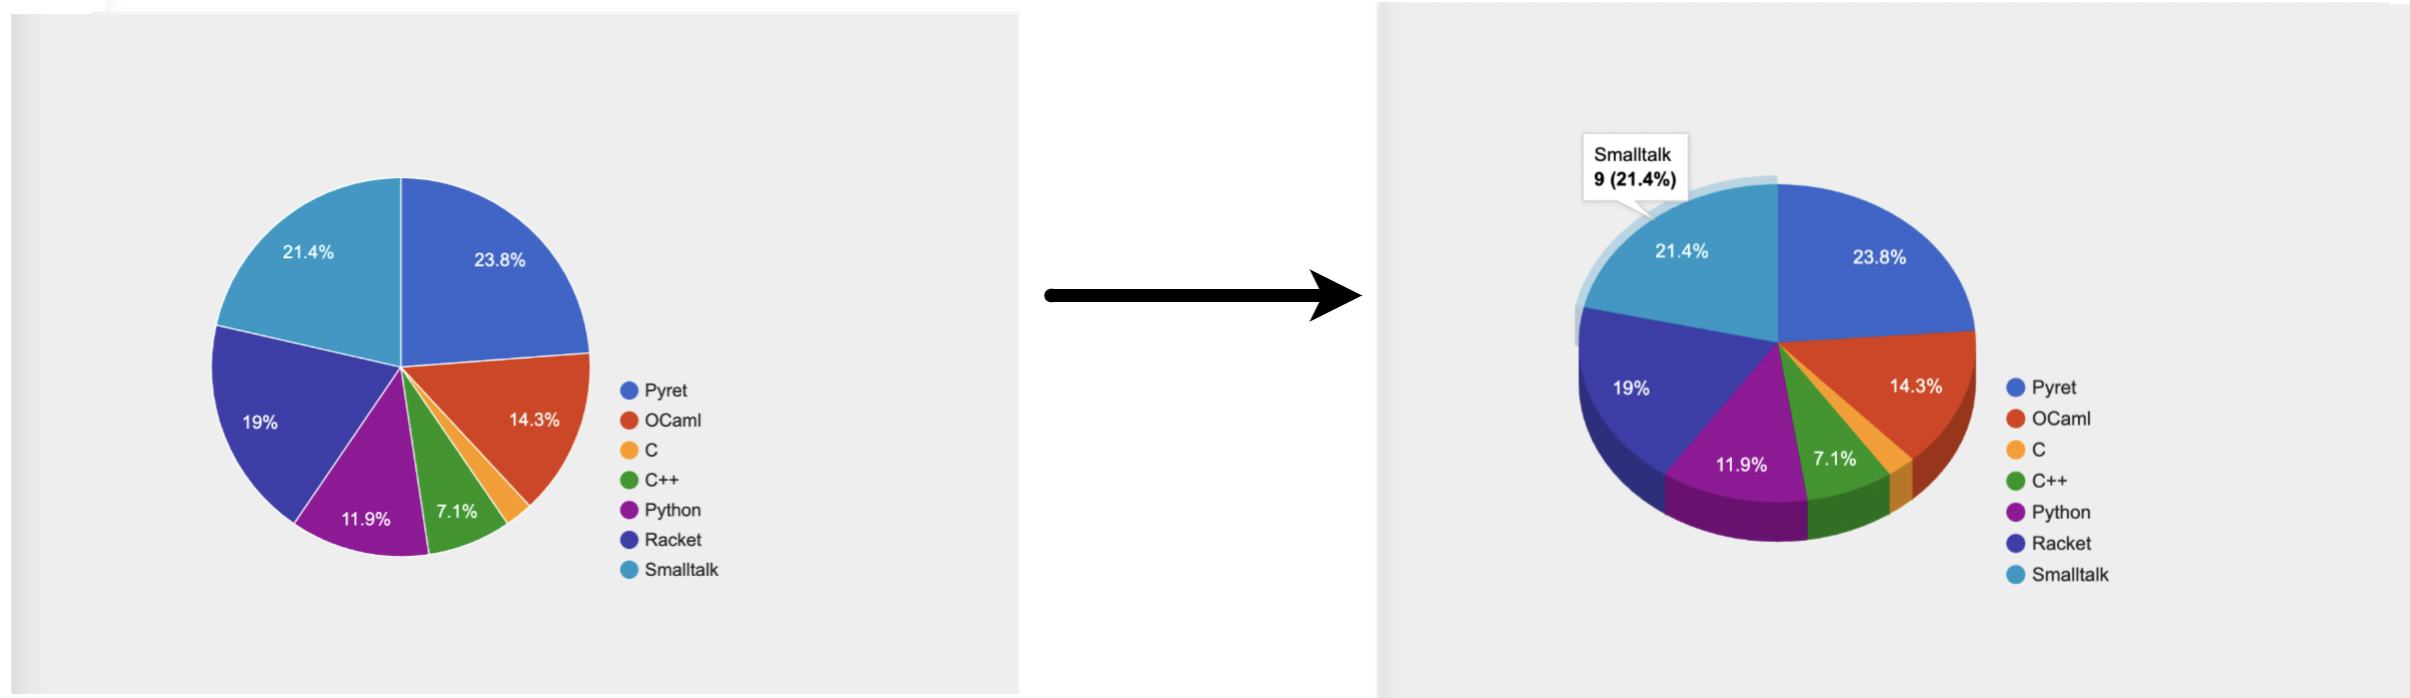 21.4%
23.8%
19%
14.3%
11.9%
7.1%
Pyret
OCaml
C
C++
Python
Racket
Smalltalk
Smalltalk
9 (21.4%)
21.4%
23.8%
19%
14.3%
11.9%
7.1%
Pyret
OCaml
C
C++
Python
Racket
Smalltalk